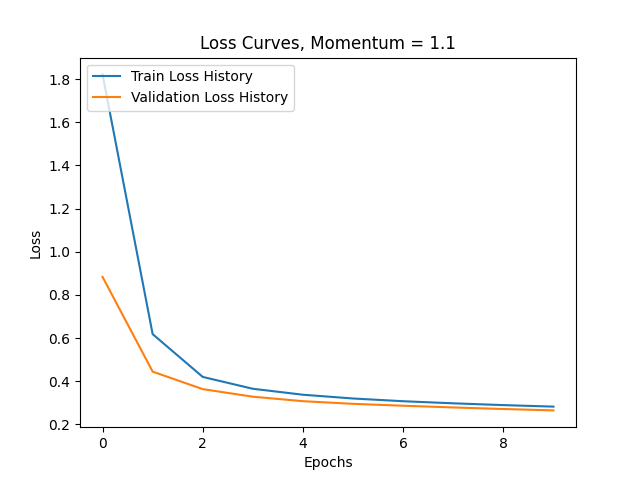 Loss Curves, Momentum = 1.1
Train Loss History
Validation Loss History
1.8
1.6
1.4
1.2
1.0
0.8
0.6
0.4
0.2
Loss
0 2 4 6 8
Epochs